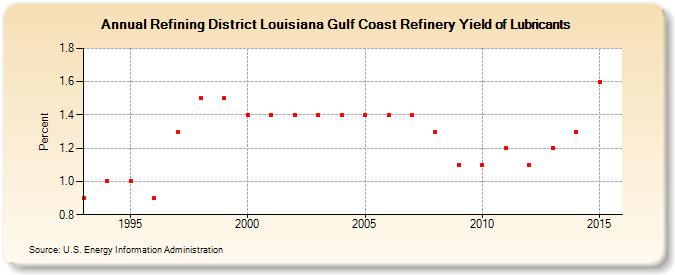 Annual Refining District Louisiana Gulf Coast Refinery Yield of Lubricants
1.8
1.6
1.4
1.2
1.0
0.8
Percent
1995 2000 2005 2010 2015
Source: U.S. Energy Information Administration